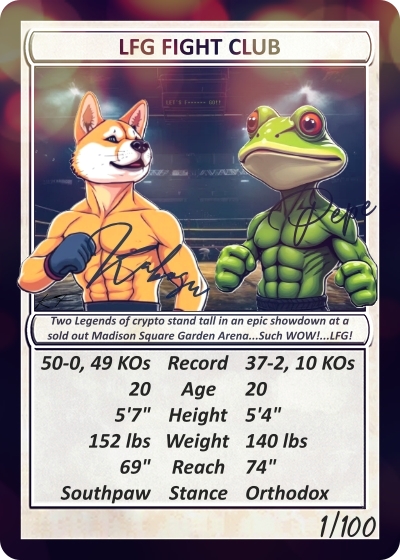 LFG FIGHT CLUB
Kabosu
Pepe
Two Legends of crypto stand tall in an epic showdown at a
sold out Madison Square Garden Arena...Such WOW!...LFG!
50-0, 49 KOs Record 37-2, 10 KOs
20 Age 20
5'7" Height 5'4"
152 lbs Weight 140 lbs
69" Reach 74"
Southpaw Stance Orthodox
1/100